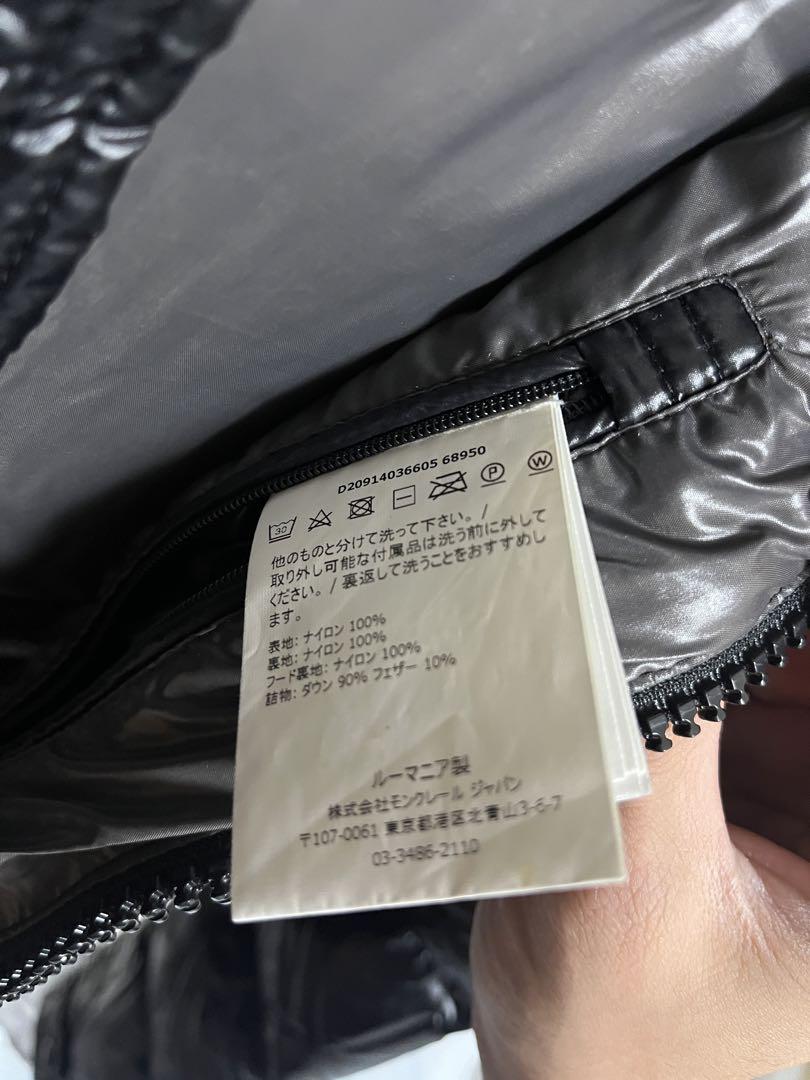 D20914036605 68950
30 P W
他のものと分けて洗って下さい。/
取り外し可能な付属品は洗う前に外して
ください。/ 裏返して洗うことをおすすめし
ます。
表地: ナイロン 100%
裏地: ナイロン 100%
フード裏地: ナイロン 100%
詰物: ダウン 90% フェザー 10%
ルーマニア製
株式会社モンクレール ジャパン
〒107-0061 東京都港区北青山3-6-7
03-3486-2110